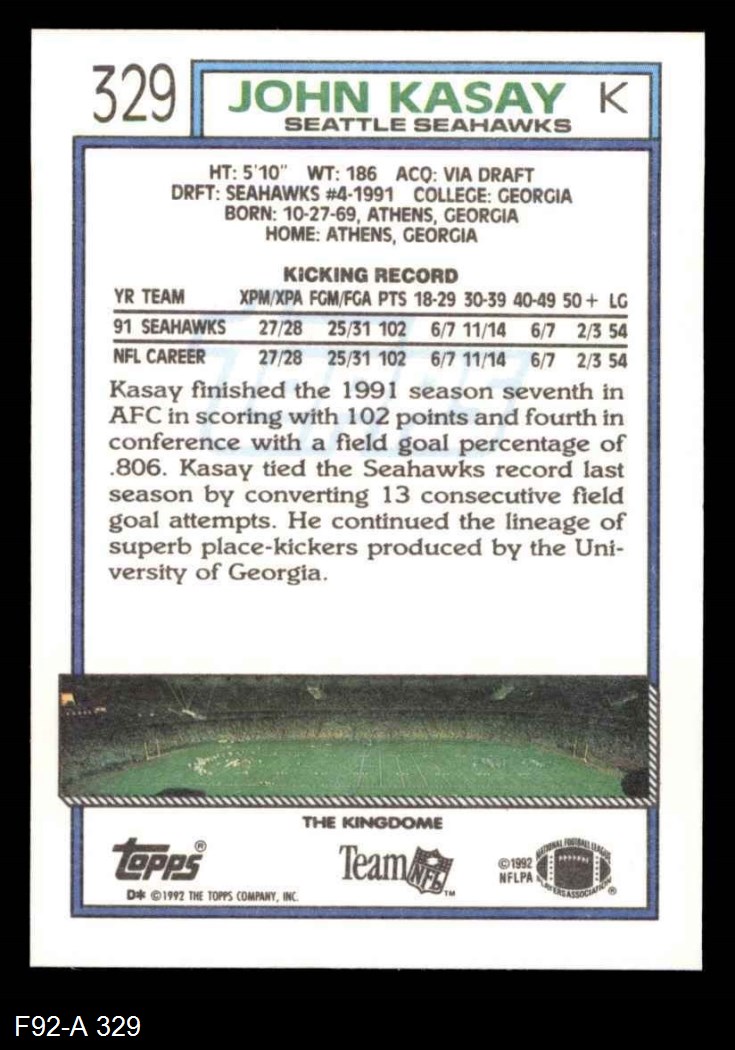 329
JOHN KASAY K
SEATTLE SEAHAWKS
HT: 5'10" WT: 186 ACQ: VIA DRAFT
DRFT: SEAHAWKS #4-1991 COLLEGE: GEORGIA
BORN: 10-27-69, ATHENS, GEORGIA
HOME: ATHENS, GEORGIA
KICKING RECORD
YR TEAM XPM/XPA FGM/FGA PTS 18-29 30-39 40-49 50+ LG
91 SEAHAWKS 27/28 25/31 102 6/7 11/14 6/7 2/3 54
NFL CAREER 27/28 25/31 102 6/7 11/14 6/7 2/3 54
Kasay finished the 1991 season seventh in
AFC in scoring with 102 points and fourth in
conference with a field goal percentage of
.806. Kasay tied the Seahawks record last
season by converting 13 consecutive field
goal attempts. He continued the lineage of
superb place-kickers produced by the Uni-
versity of Georgia.
THE KINGDOME
Topps®
Team NFL™
©1992
NFLPA
NATIONAL FOOTBALL LEAGUE
PLAYERS ASSOCIATION®
D* ©1992 THE TOPPS COMPANY, INC.
F92-A 329